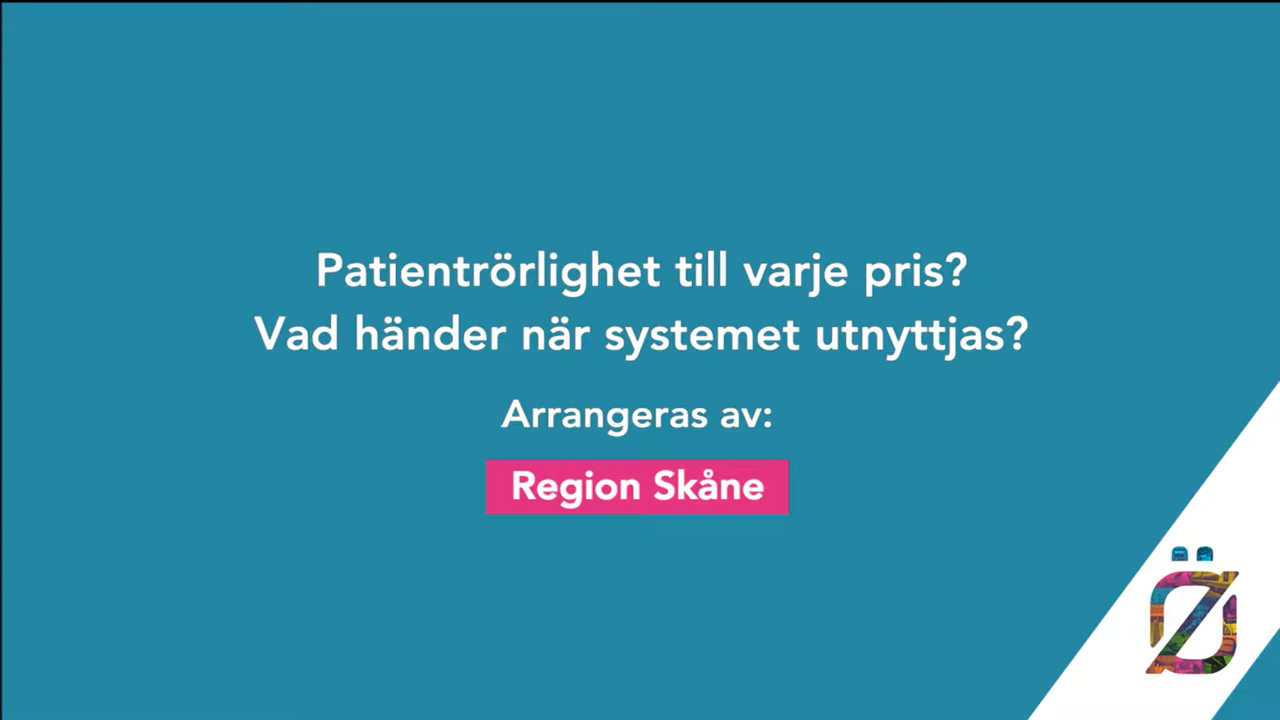 Patientrörlighet till varje pris?
Vad händer när systemet utnyttjas?
Arrangeras av:
Region Skåne